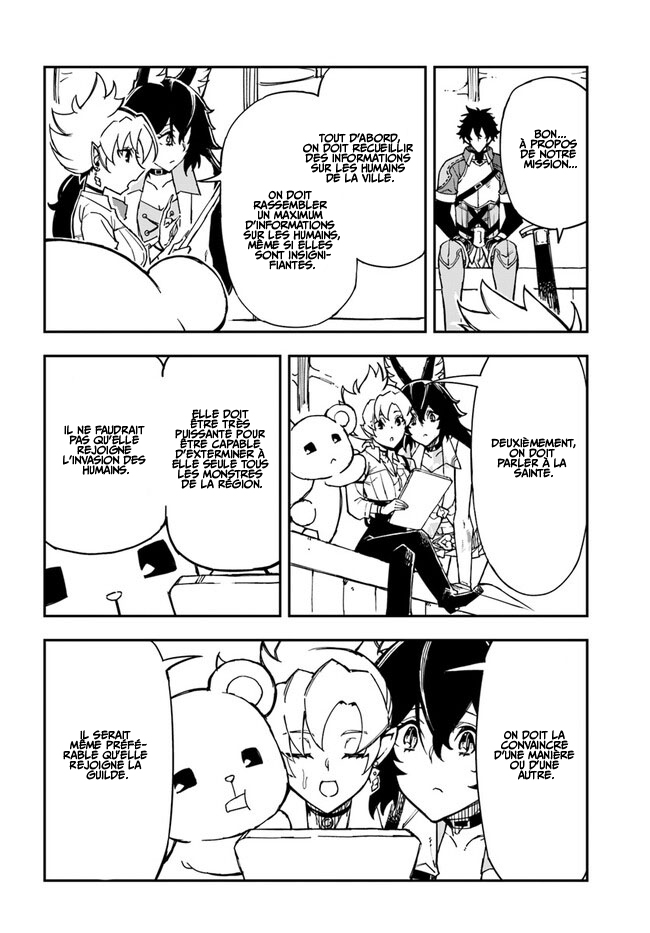 BON...
À PROPOS
DE NOTRE
MISSION...
TOUT D'ABORD,
ON DOIT RECUEILLIR
DES INFORMATIONS
SUR LES HUMAINS
DE LA VILLE.
ON DOIT
RASSEMBLER
UN MAXIMUM
D'INFORMATIONS
SUR LES HUMAINS,
MÊME SI ELLES
SONT INSIGNI-
FIANTES.
DEUXIÈMEMENT,
ON DOIT
PARLER À LA
SAINTE.
ELLE DOIT
ÊTRE TRÈS
PUISSANTE POUR
ÊTRE CAPABLE
D'EXTERMINER À
ELLE SEULE TOUS
LES MONSTRES
DE LA RÉGION.
IL NE FAUDRAIT
PAS QU'ELLE
REJOIGNE
L'INVASION DES
HUMAINS.
ON DOIT LA
CONVAINCRE
D'UNE MANIÈRE
OU D'UNE
AUTRE.
IL SERAIT
MÊME PRÉFÉ-
RABLE QU'ELLE
REJOIGNE LA
GUILDE.